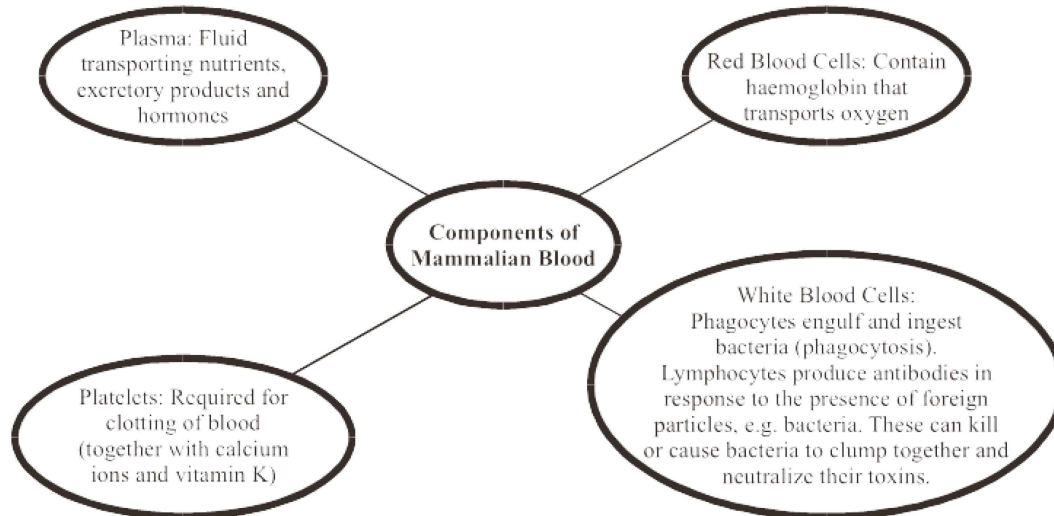 Plasma: Fluid
transporting nutrients,
excretory products and
hormones
Red Blood Cells: Contain
haemoglobin that
transports oxygen
Components of
Mammalian Blood
Platelets: Required for
clotting of blood
(together with calcium
ions and vitamin K)
White Blood Cells:
Phagocytes engulf and ingest
bacteria (phagocytosis).
Lymphocytes produce antibodies in
response to the presence of foreign
particles, e.g. bacteria. These can kill
or cause bacteria to clump together and
neutralize their toxins.